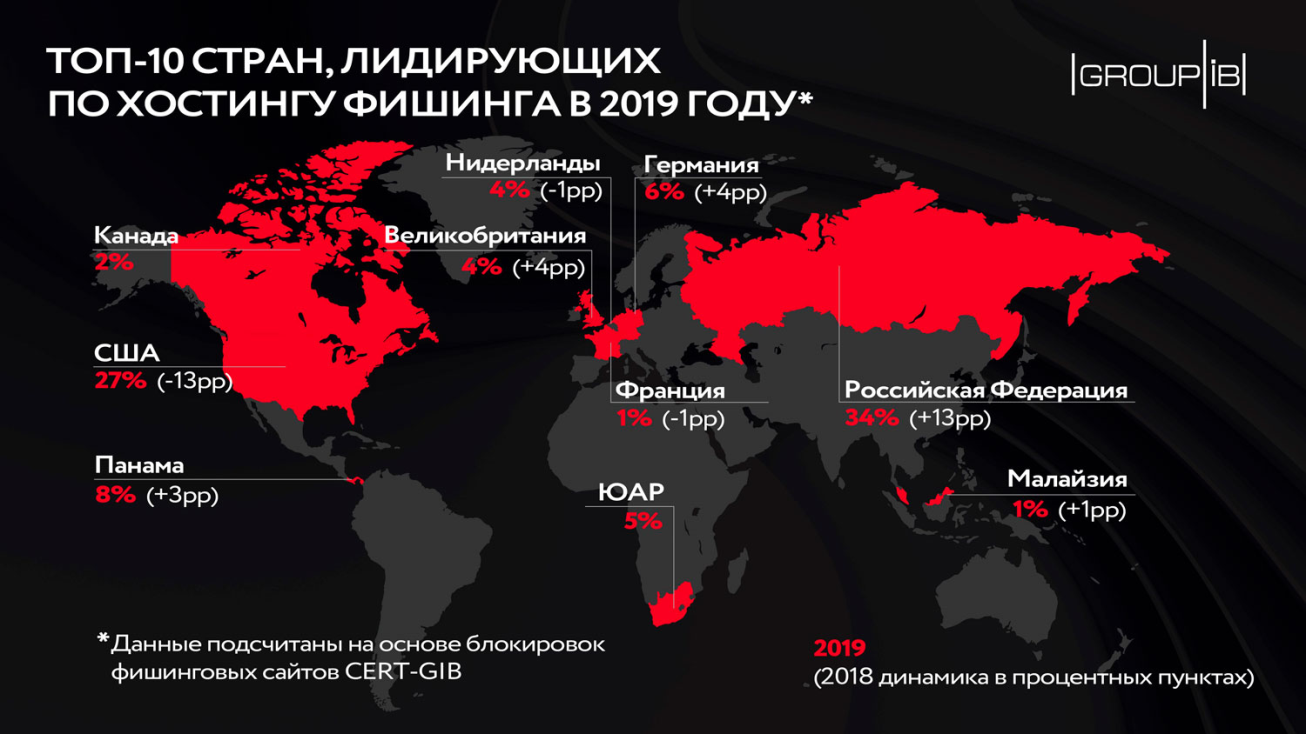 ТОП-10 СТРАН, ЛИДИРУЮЩИХ
ПО ХОСТИНГУ ФИШИНГА В 2019 ГОДУ*
GROUP|iB
Нидерланды
4% (-1pp)
Германия
6% (+4pp)
Канада
2%
Великобритания
4% (+4pp)
США
27% (-13pp)
Франция
1% (-1pp)
Российская Федерация
34% (+13pp)
Панама
8% (+3pp)
ЮАР
5%
Малайзия
1% (+1pp)
*Данные подсчитаны на основе блокировок
фишинговых сайтов CERT-GIB
2019
(2018 динамика в процентных пунктах)